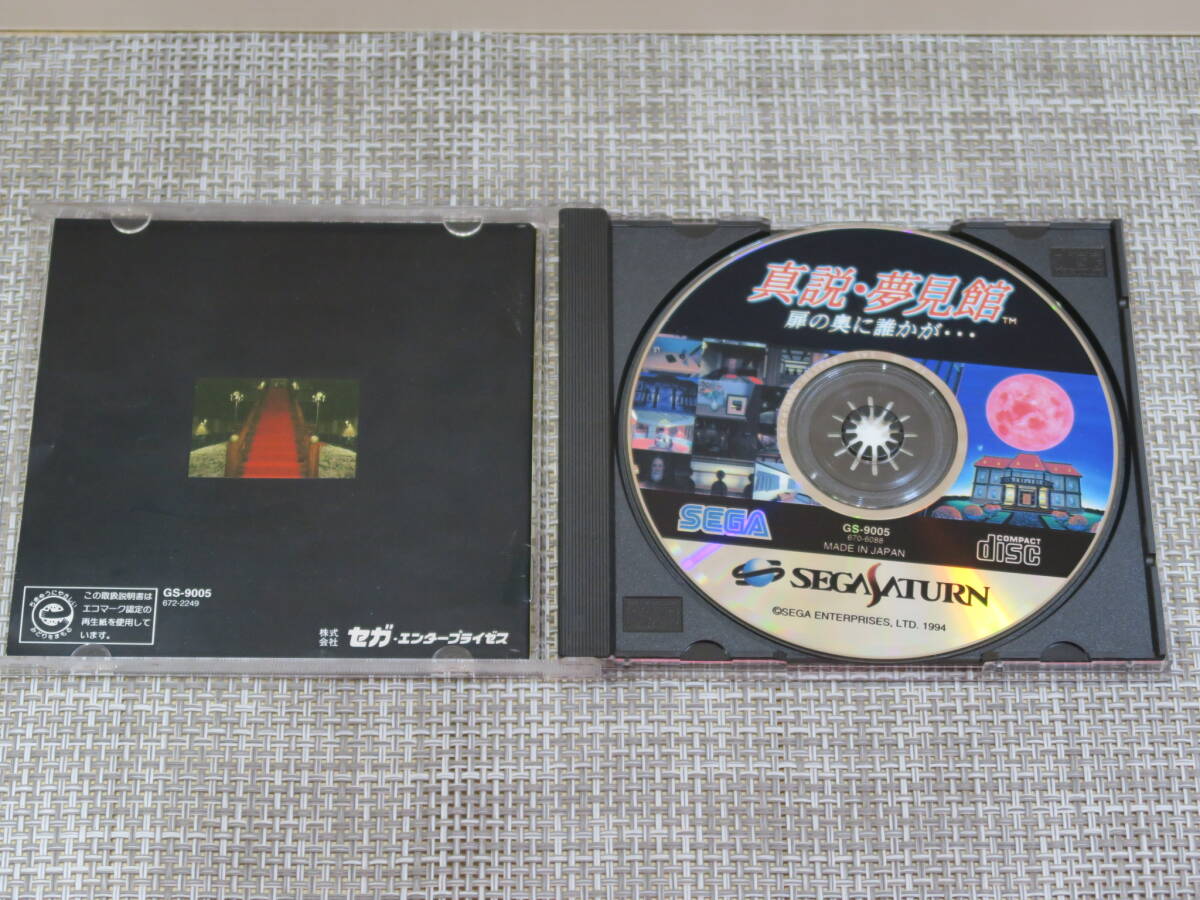 この取扱説明書は
エコマーク認定の
再生紙を使用して
います。
GS-9005
672-2249
株式
会社 セガ・エンタープライゼス
真説・夢見館™
扉の奥に誰かが・・・
SEGA
GS-9005
670-6088
MADE IN JAPAN
COMPACT
disc
SEGASATURN
©SEGA ENTERPRISES, LTD. 1994